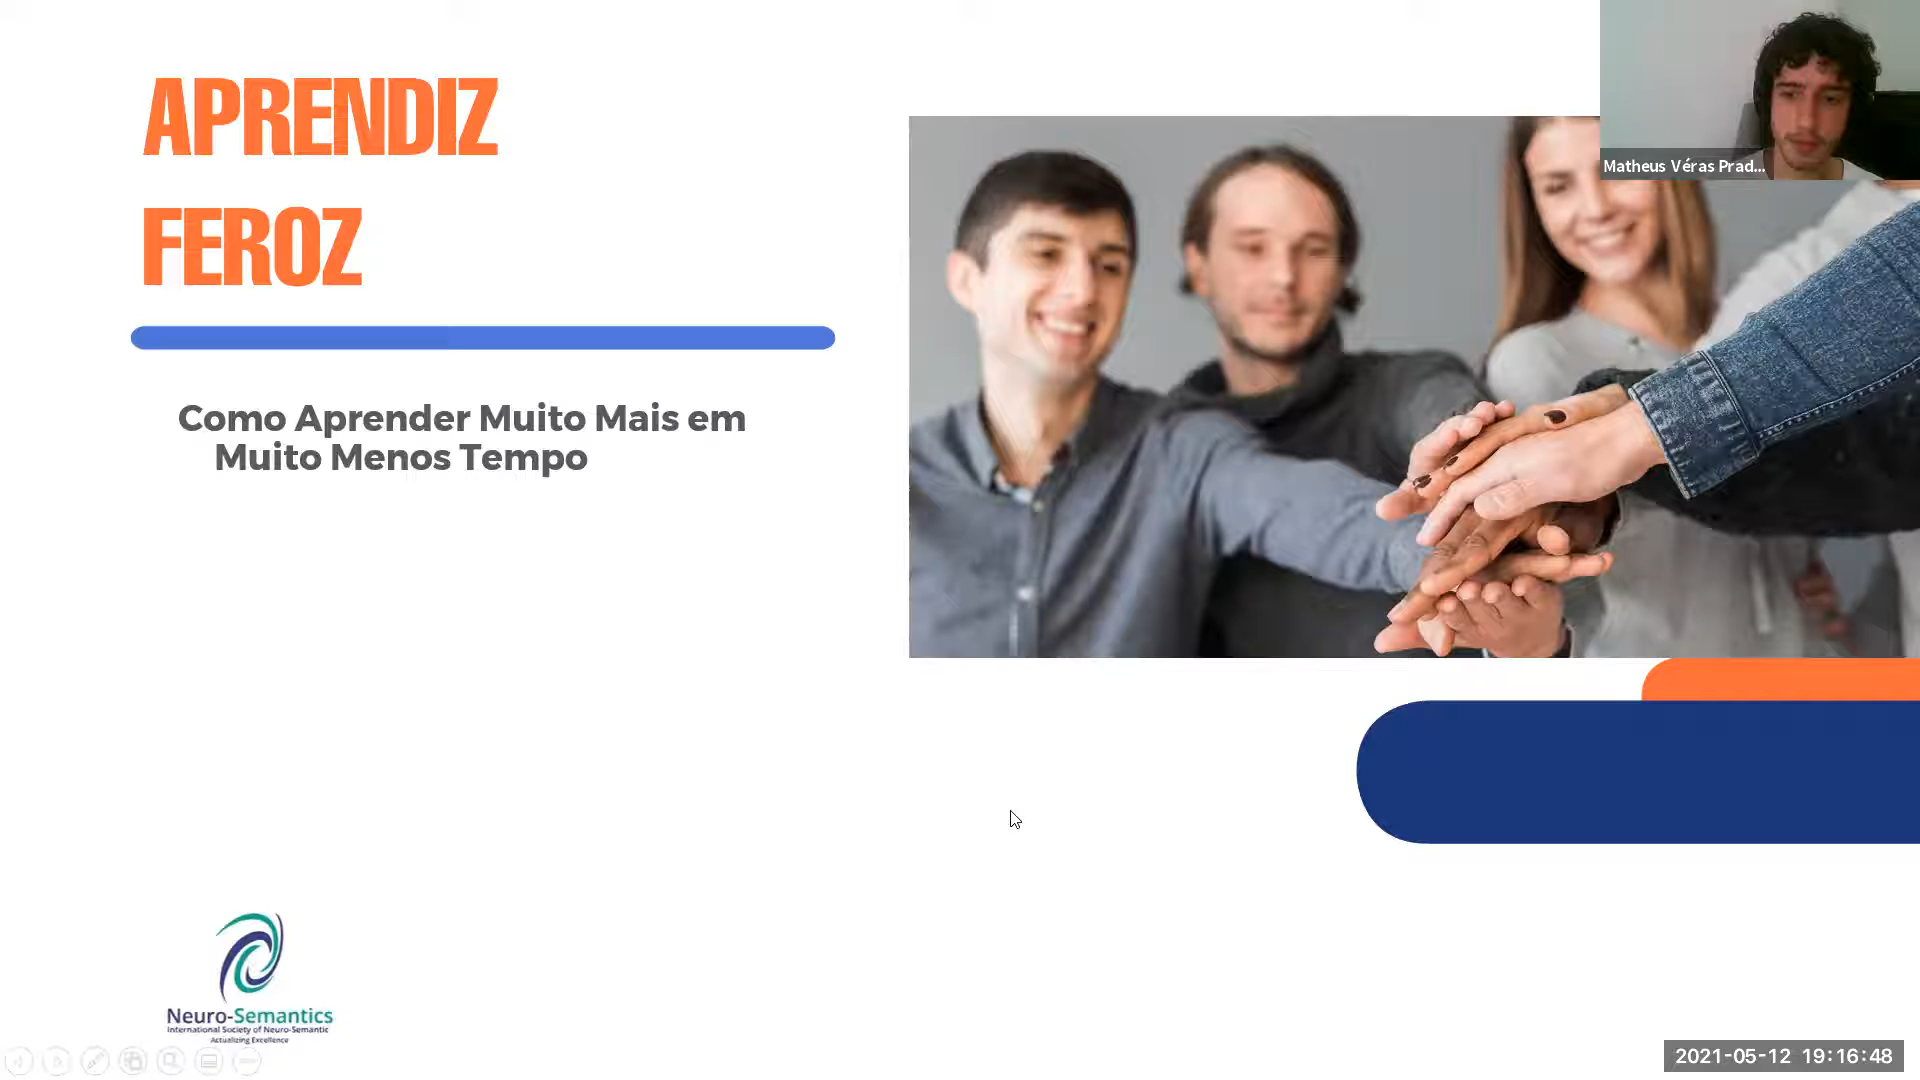 APRENDIZ
FEROZ
Como Aprender Muito Mais em
Muito Menos Tempo
Matheus Véras Prad...
Neuro-Semantics
International Society of Neuro-Semantic
Actualizing Excellence
2021-05-12 19:16:48